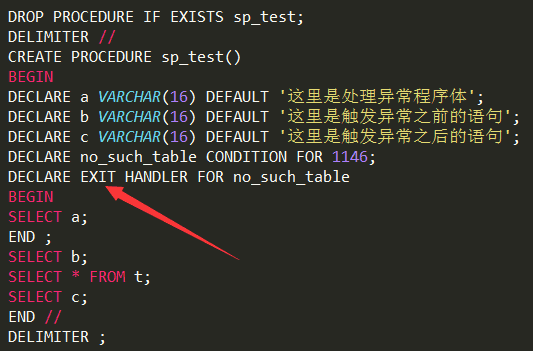 DROP PROCEDURE IF EXISTS sp_test;
DELIMITER //
CREATE PROCEDURE sp_test()
BEGIN
DECLARE a VARCHAR(16) DEFAULT '这里是处理异常程序体';
DECLARE b VARCHAR(16) DEFAULT '这里是触发异常之前的语句';
DECLARE c VARCHAR(16) DEFAULT '这里是触发异常之后的语句';
DECLARE no_such_table CONDITION FOR 1146;
DECLARE EXIT HANDLER FOR no_such_table
BEGIN
SELECT a;
END ;
SELECT b;
SELECT * FROM t;
SELECT c;
END //
DELIMITER ;